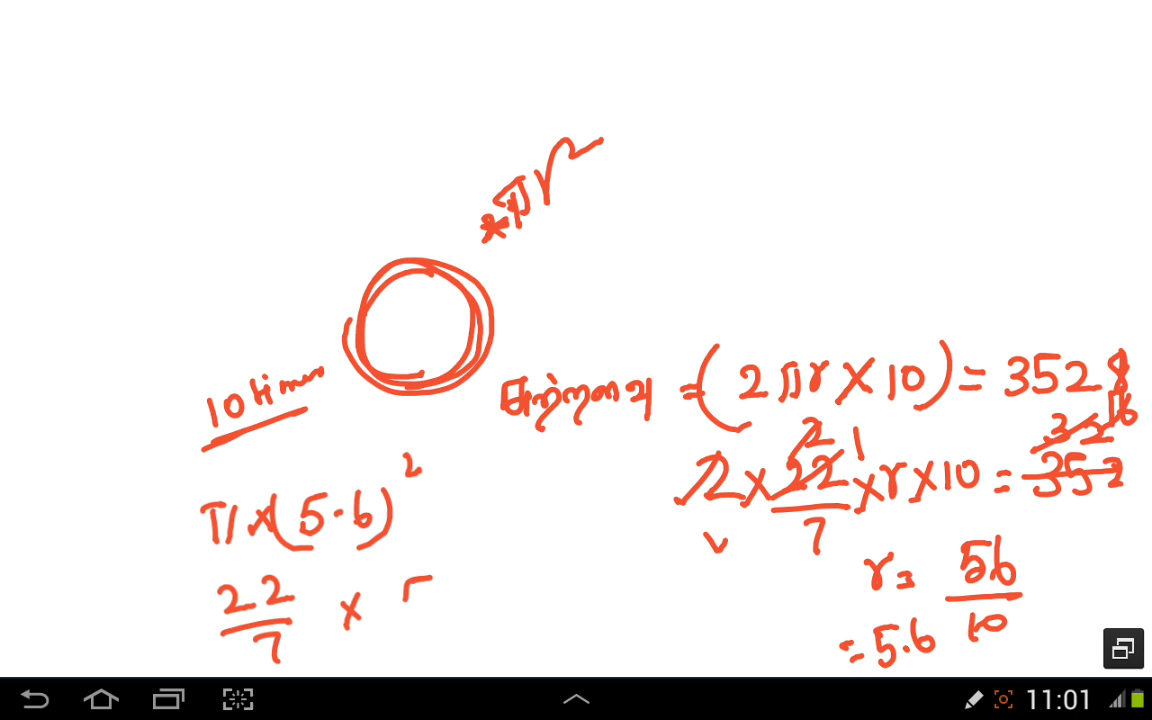 πr²
10 times
சுற்றளவு = (2πr × 10) = 352
2 × 22/7 × r × 10 = 352
r = 56/10
= 5.6
π × (5.6)²
22/7 ×
11:01